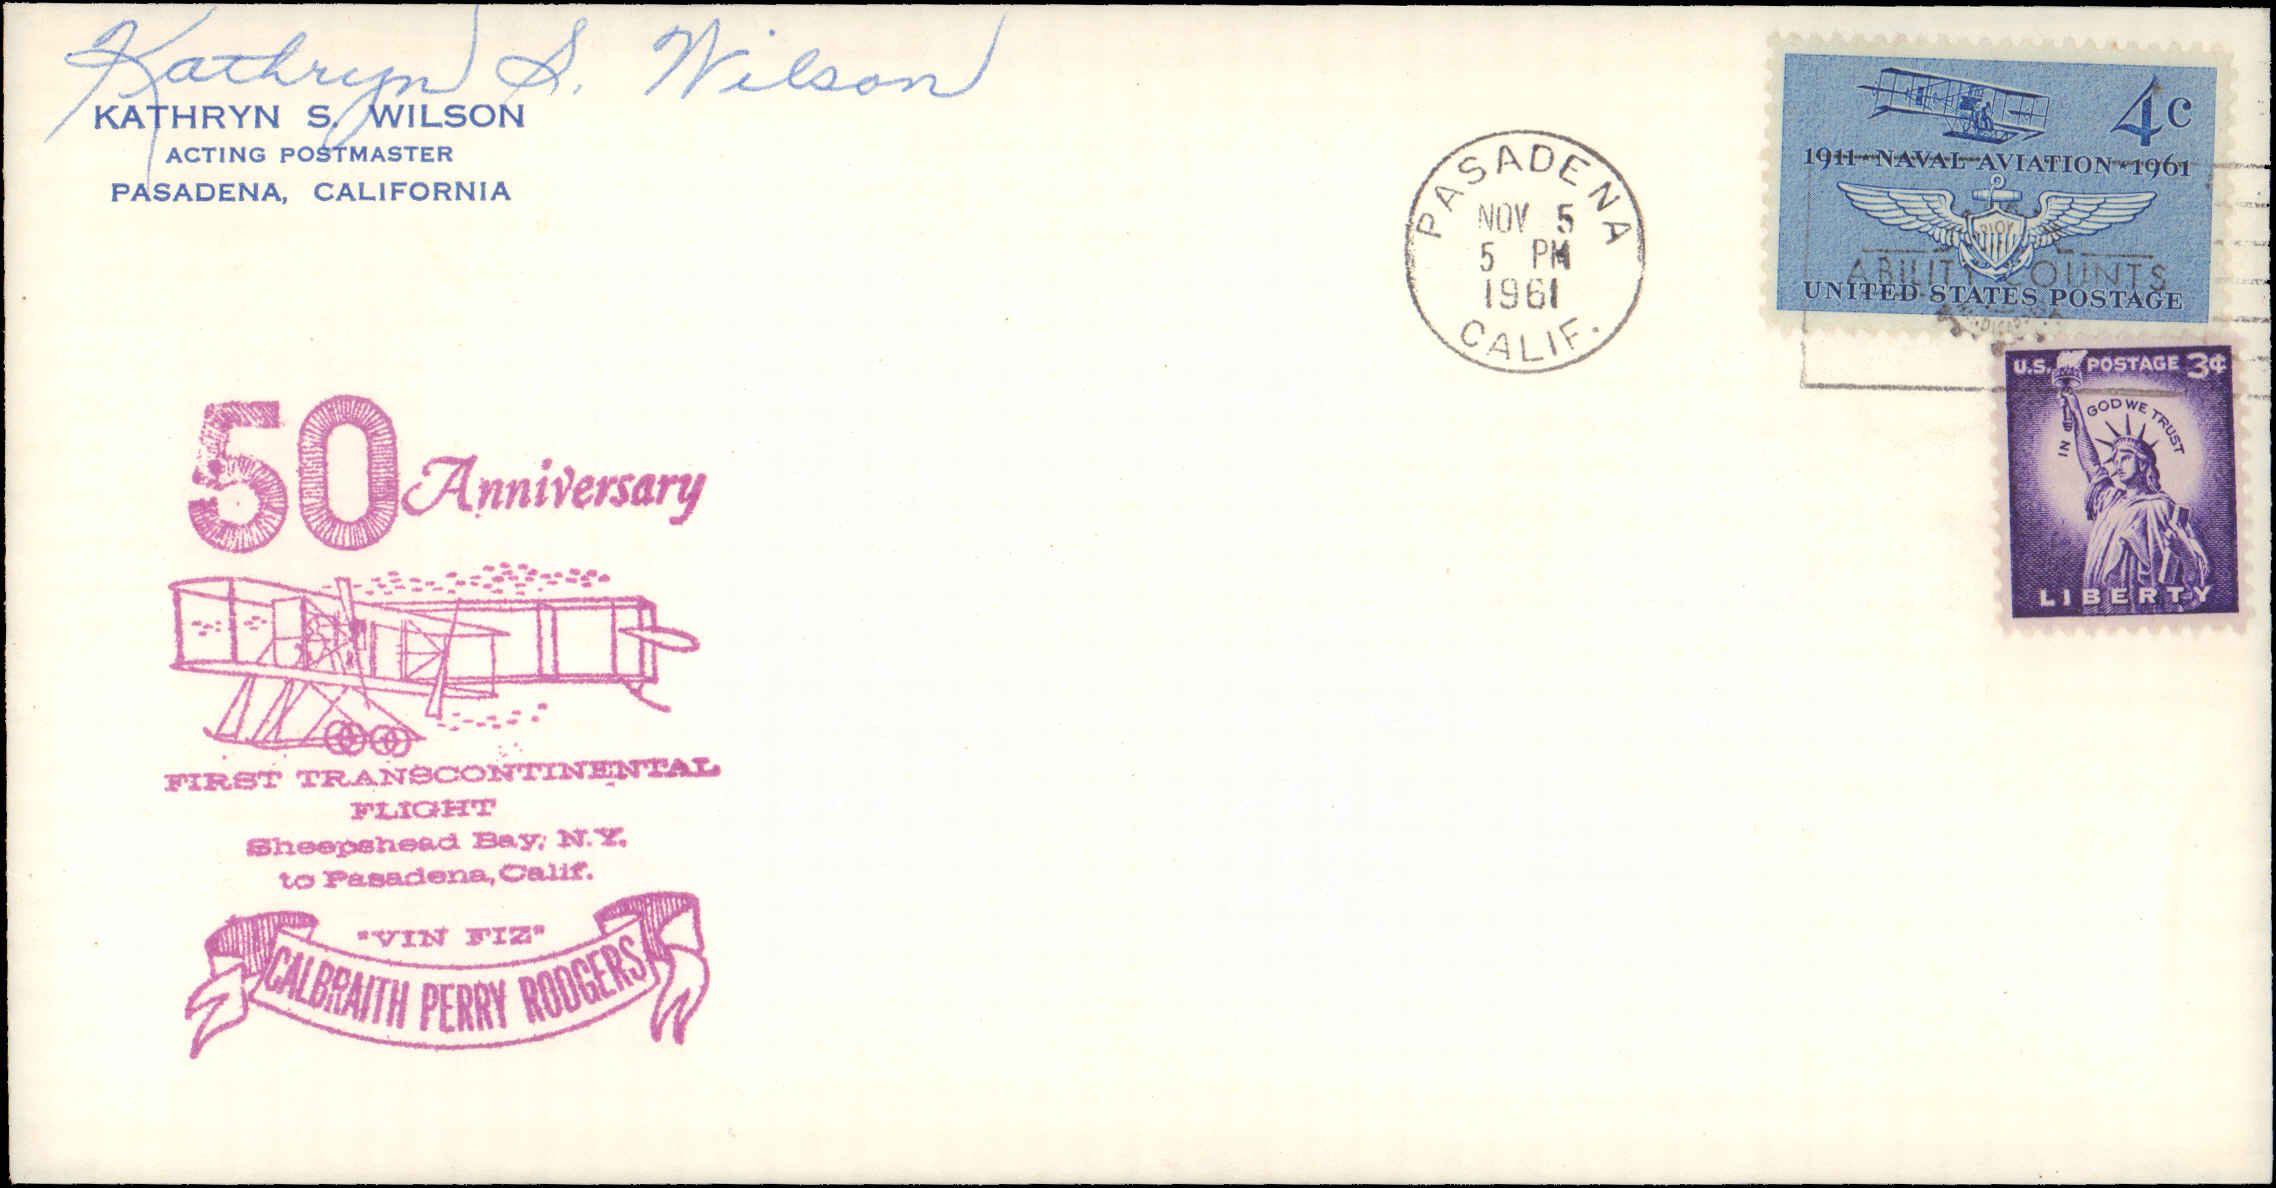 Kathryn S. Wilson
KATHRYN S. WILSON
ACTING POSTMASTER
PASADENA, CALIFORNIA
PASADENA
NOV 5
5 PM
1961
CALIF.
4c
1911 · NAVAL AVIATION · 1961
ABILITY COUNTS
UNITED STATES POSTAGE
U.S. POSTAGE 3¢
IN GOD WE TRUST
LIBERTY
50 Anniversary
FIRST TRANSCONTINENTAL
FLIGHT
Sheepshead Bay, N.Y.
to Pasadena, Calif.
"VIN FIZ"
CALBRAITH PERRY RODGERS